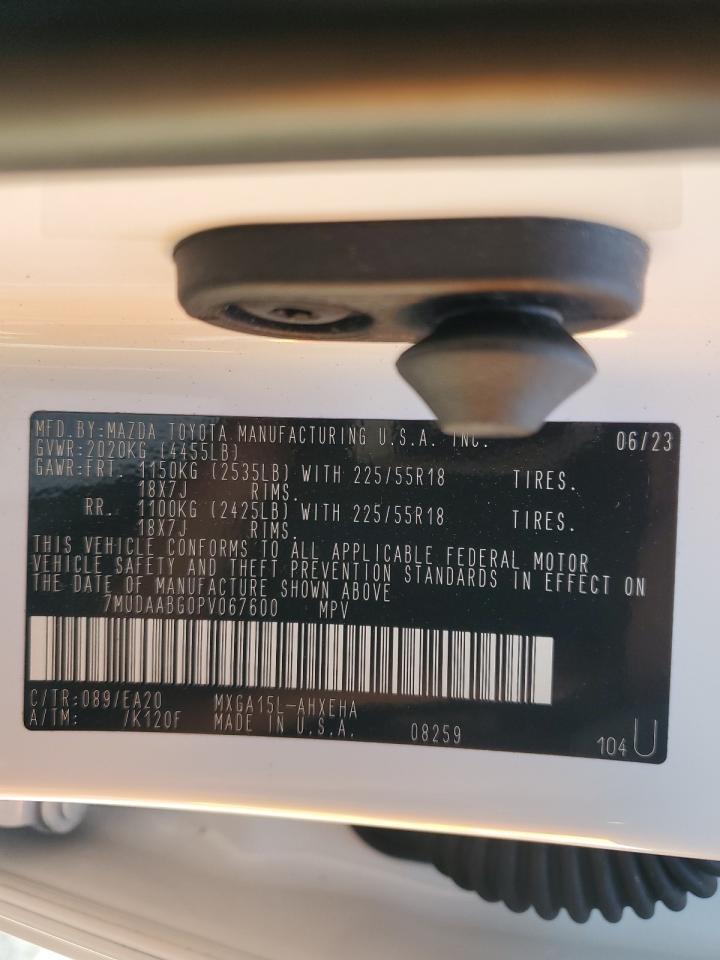 MFD.BY:MAZDA TOYOTA MANUFACTURING U.S.A. INC. 06/23
GVWR:2020KG (4455LB)
GAWR:FRT. 1150KG (2535LB) WITH 225/55R18 TIRES.
18X7J RIMS.
RR. 1100KG (2425LB) WITH 225/55R18 TIRES.
18X7J RIMS.
THIS VEHICLE CONFORMS TO ALL APPLICABLE FEDERAL MOTOR
VEHICLE SAFETY AND THEFT PREVENTION STANDARDS IN EFFECT ON
THE DATE OF MANUFACTURE SHOWN ABOVE
7MUDAABG0PV067600 MPV
C/TR:089/EA20 MXGA15L-AHXEHA
A/TM: /K120F MADE IN U.S.A. 08259 104 U